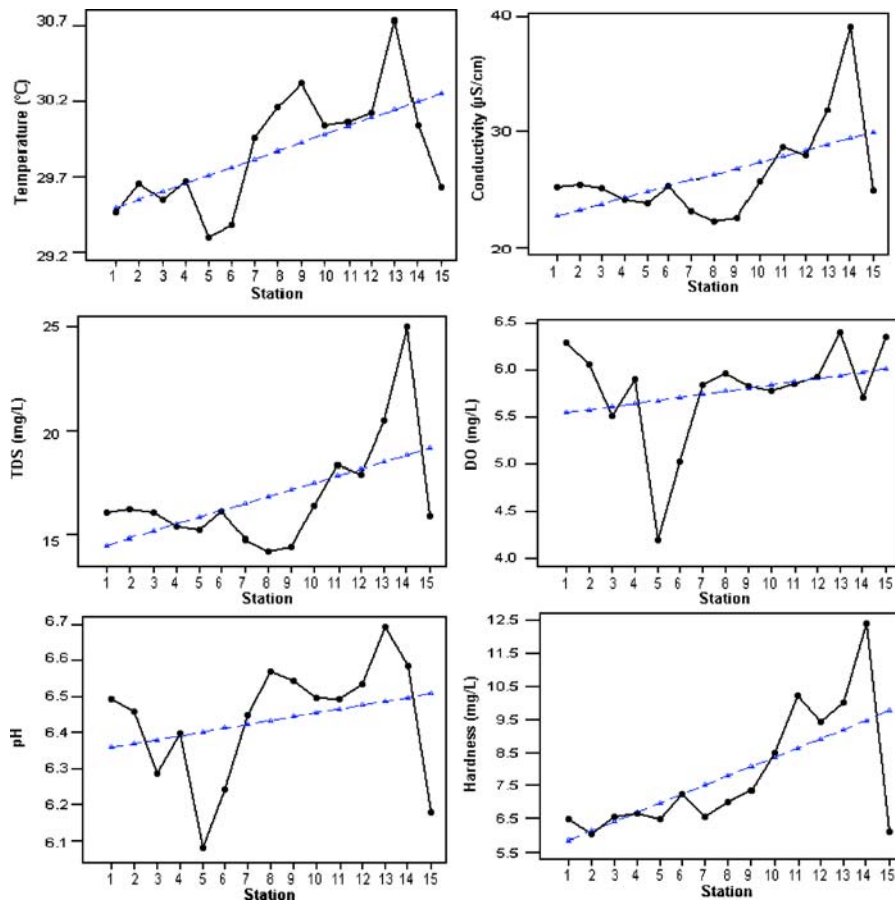 Temperature (°C)
30.7
30.2
29.7
29.2
1 2 3 4 5 6 7 8 9 10 11 12 13 14 15
Station
Conductivity (µS/cm)
40
30
20
1 2 3 4 5 6 7 8 9 10 11 12 13 14 15
Station
TDS (mg/L)
25
20
15
1 2 3 4 5 6 7 8 9 10 11 12 13 14 15
Station
DO (mg/L)
6.5
6.0
5.5
5.0
4.5
4.0
1 2 3 4 5 6 7 8 9 10 11 12 13 14 15
Station
pH
6.7
6.6
6.5
6.4
6.3
6.2
6.1
1 2 3 4 5 6 7 8 9 10 11 12 13 14 15
Station
Hardness (mg/L)
12.5
11.5
9.5
8.5
7.5
6.5
5.5
1 2 3 4 5 6 7 8 9 10 11 12 13 14 15
Station